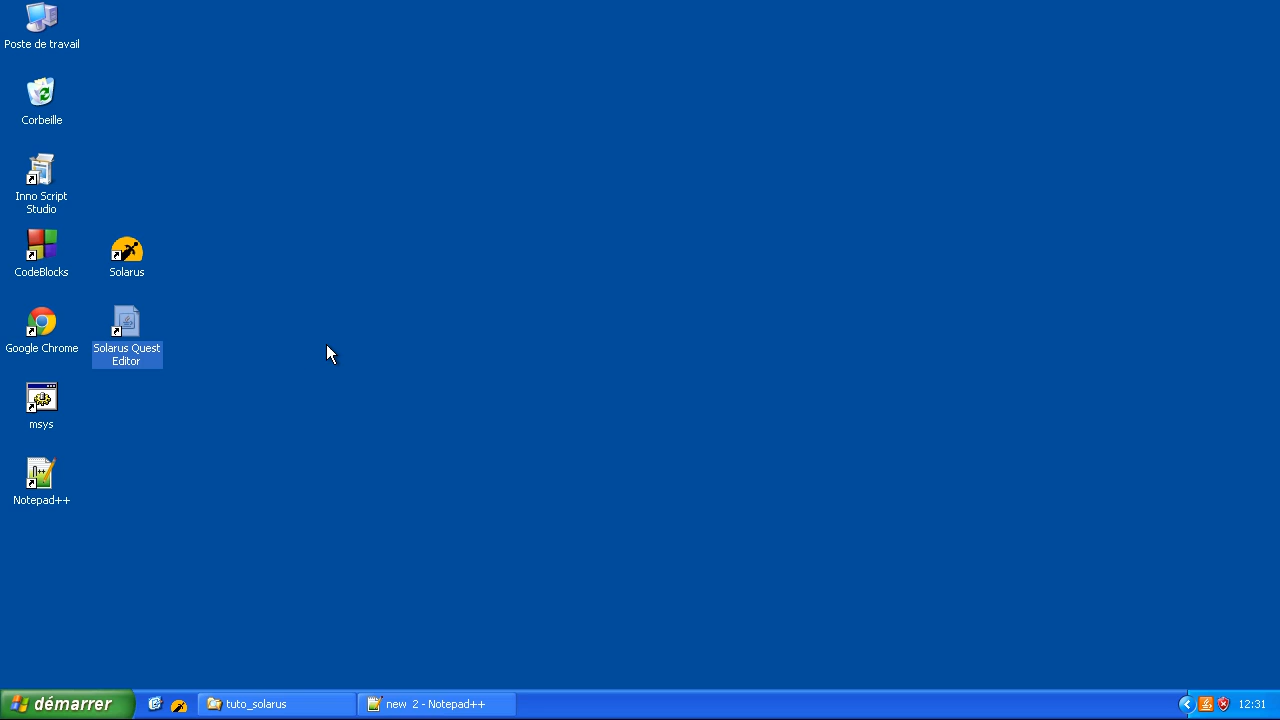 Poste de travail
Corbeille
Inno Script
Studio
CodeBlocks
Solarus
Google Chrome
Solarus Quest
Editor
msys
Notepad++
démarrer
tuto_solarus
new 2 - Notepad++
12:31